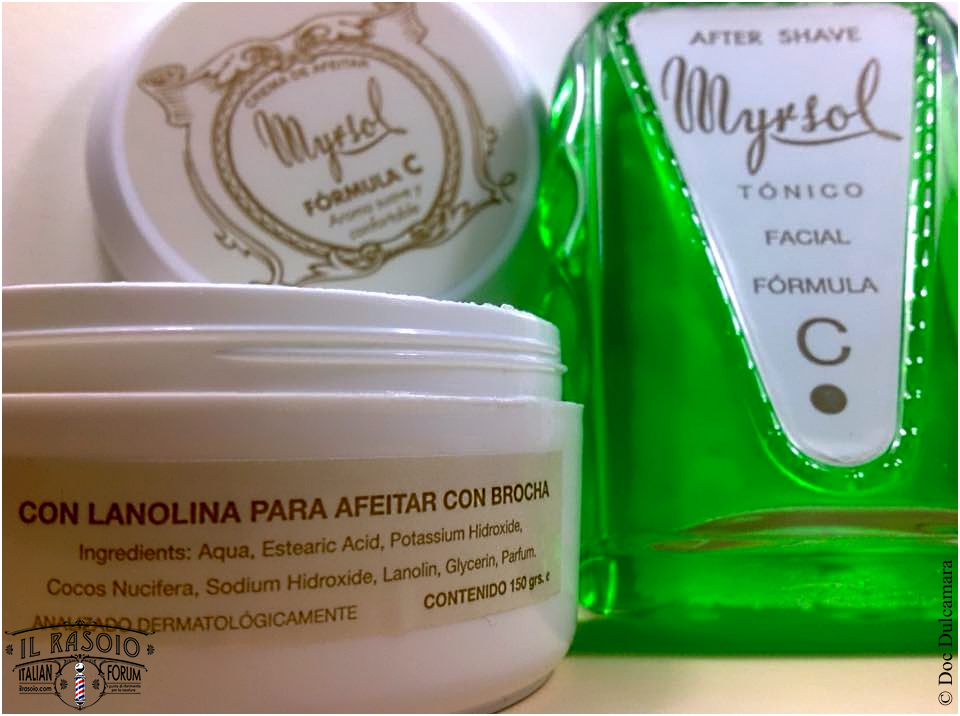 CREMA DE AFEITAR
Myrsol
FÓRMULA C
Aroma suave y
confortable
AFTER SHAVE
Myrsol
TÓNICO
FACIAL
FÓRMULA
C
CON LANOLINA PARA AFEITAR CON BROCHA
Ingredients: Aqua, Estearic Acid, Potassium Hidroxide,
Cocos Nucifera, Sodium Hidroxide, Lanolin, Glycerin, Parfum.
CONTENIDO 150 grs. e
ANALIZADO DERMATOLÓGICAMENTE
IL RASOIO
ITALIAN FORUM
ilrasoio.com
© Doc Dulcamara